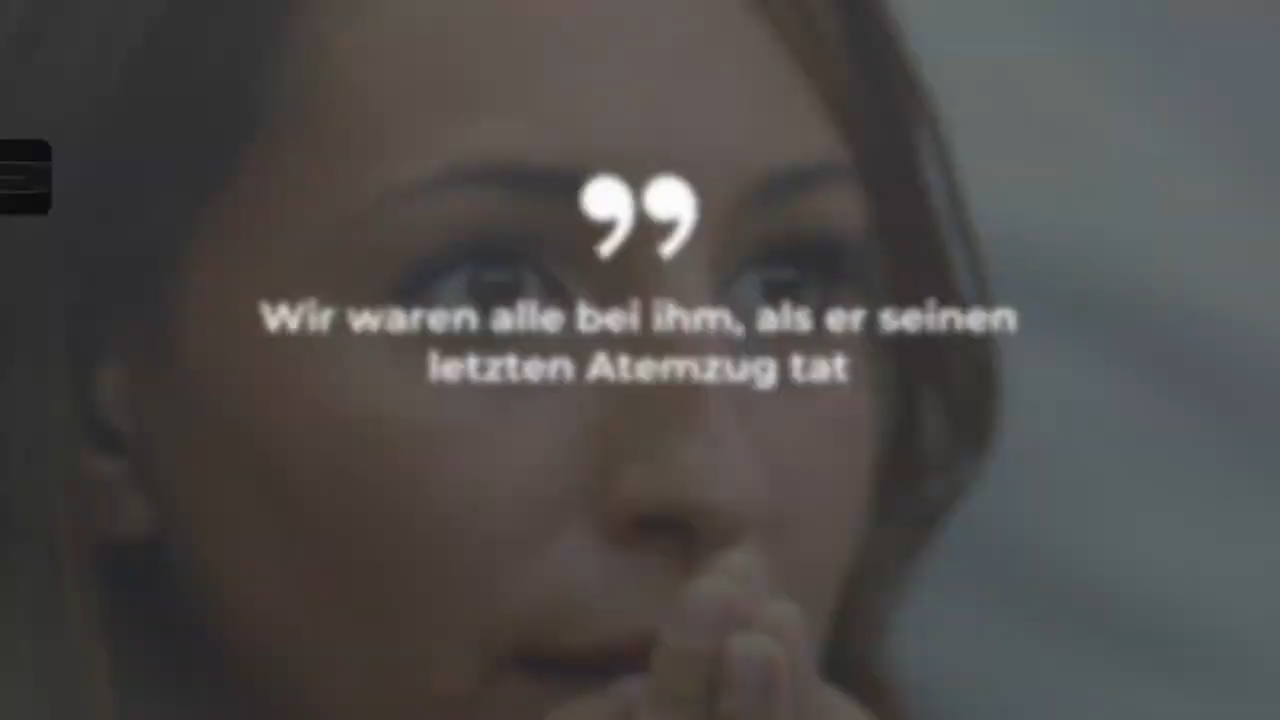 ”
Wir waren alle bei ihm, als er seinen
letzten Atemzug tat